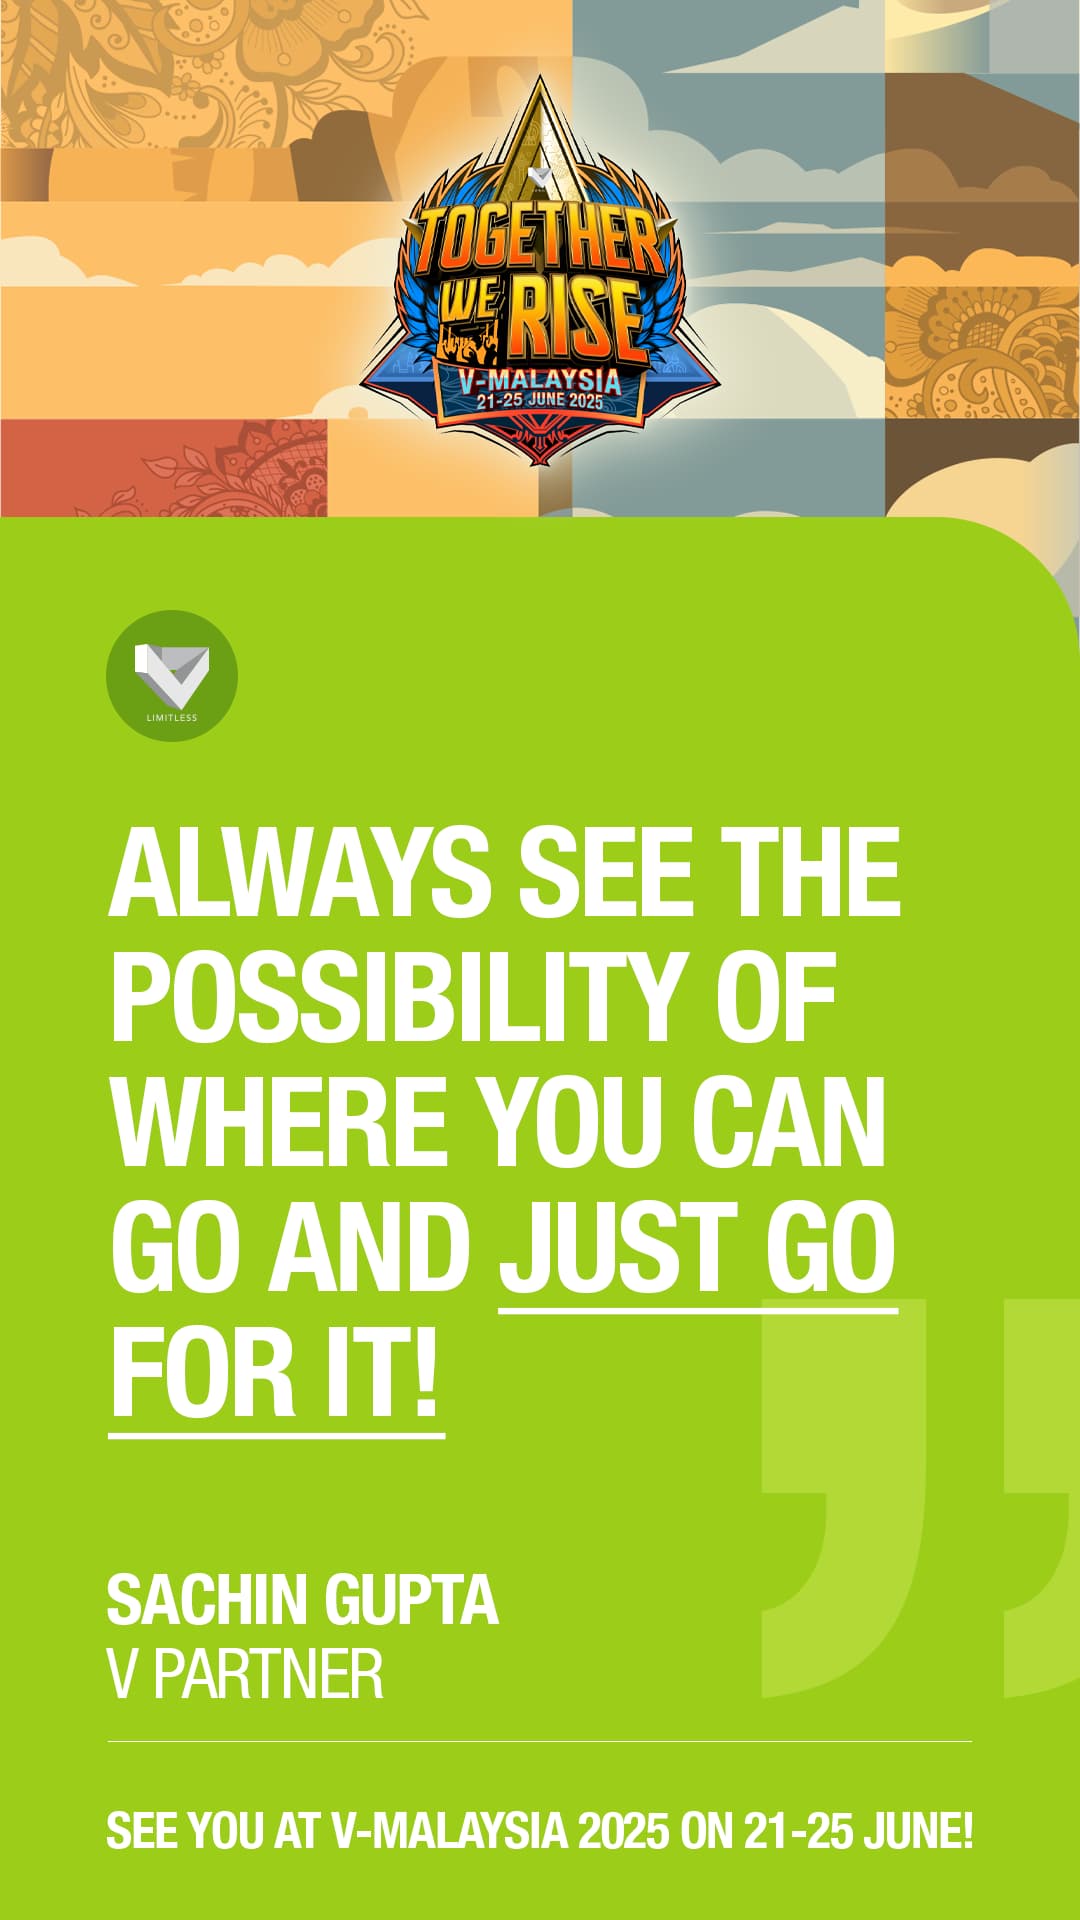 TOGETHER
WE RISE
V-MALAYSIA
21-25 JUNE 2025
LIMITLESS
ALWAYS SEE THE
POSSIBILITY OF
WHERE YOU CAN
GO AND JUST GO
FOR IT!
SACHIN GUPTA
V PARTNER
SEE YOU AT V-MALAYSIA 2025 ON 21-25 JUNE!